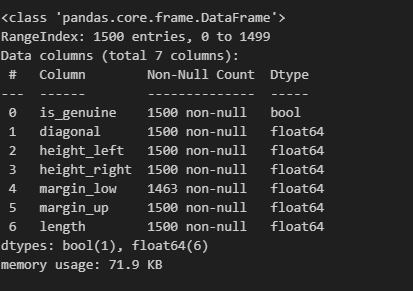 <class 'pandas.core.frame.DataFrame'>
RangeIndex: 1500 entries, 0 to 1499
Data columns (total 7 columns):
 #   Column        Non-Null Count  Dtype
---  ------        --------------  -----
 0   is_genuine    1500 non-null   bool
 1   diagonal      1500 non-null   float64
 2   height_left   1500 non-null   float64
 3   height_right  1500 non-null   float64
 4   margin_low    1463 non-null   float64
 5   margin_up     1500 non-null   float64
 6   length        1500 non-null   float64
dtypes: bool(1), float64(6)
memory usage: 71.9 KB